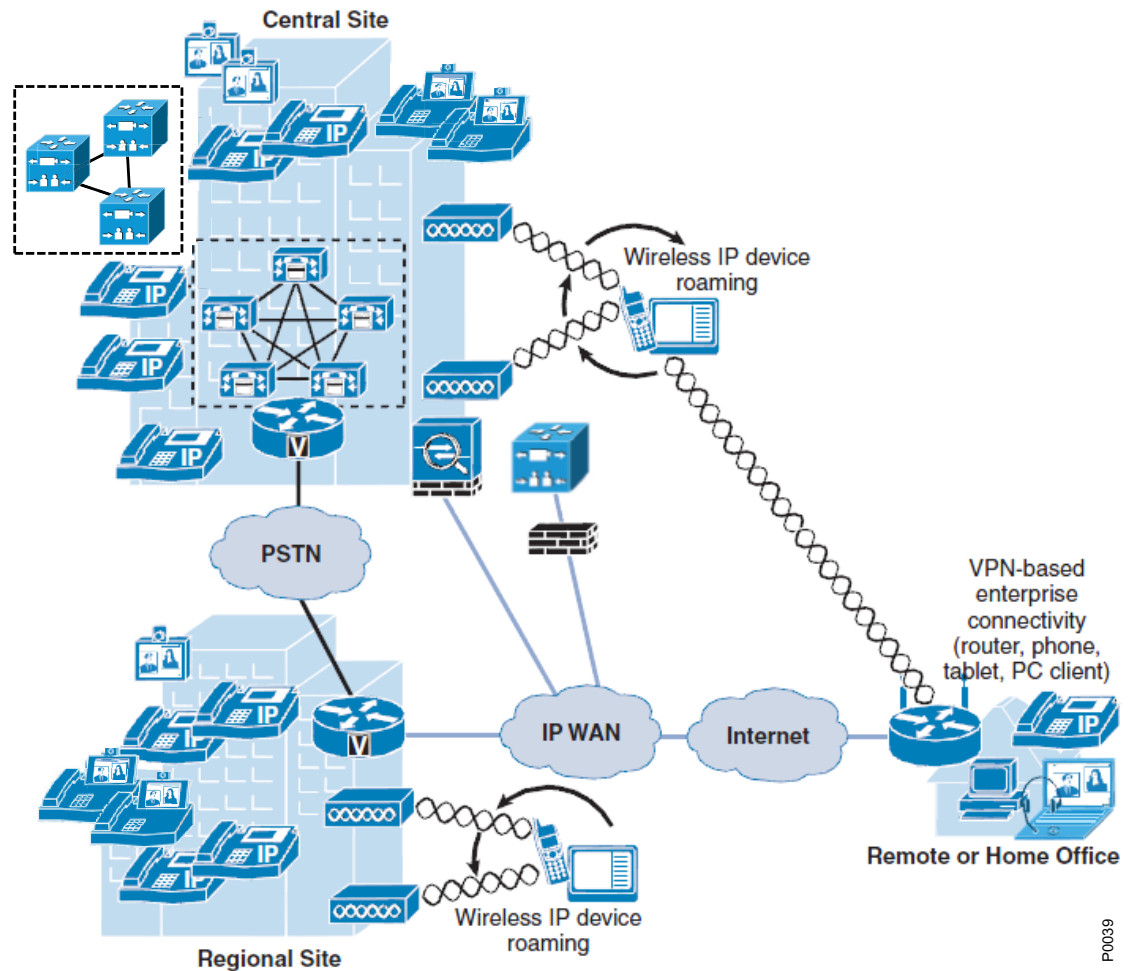 Central Site
IP
IP
IP
IP
IP
Wireless IP device
roaming
V
PSTN
VPN-based
enterprise
connectivity
(router, phone,
tablet, PC client)
IP
IP
V
IP WAN
Internet
IP
IP
IP
Remote or Home Office
Wireless IP device
roaming
Regional Site
P0039